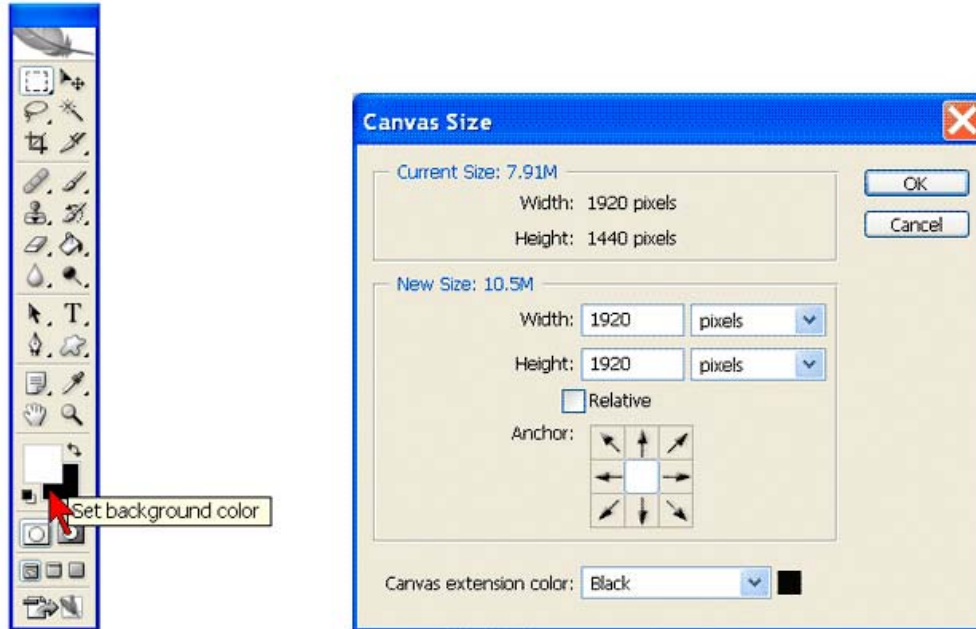 Set background color
Canvas Size
Current Size: 7.91M
Width: 1920 pixels
Height: 1440 pixels
OK
Cancel
New Size: 10.5M
Width: 1920 pixels
Height: 1920 pixels
Relative
Anchor:
Canvas extension color: Black